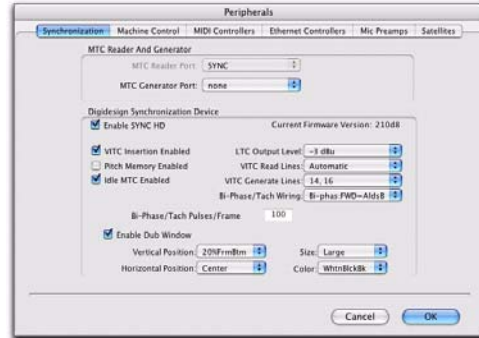 Peripherals
Synchronization Machine Control MIDI Controllers Ethernet Controllers Mic Preamps Satellites
MTC Reader And Generator
MTC Reader Port: SYNC
MTC Generator Port: none
Digidesign Synchronization Device
Enable SYNC HD Current Firmware Version: 210d8
VITC Insertion Enabled LTC Output Level: -3 dBu
Pitch Memory Enabled VITC Read Lines: Automatic
Idle MTC Enabled VITC Generate Lines: 14, 16
Bi-Phase/Tach Wiring: Bi-phas FWD=AldsB
Bi-Phase/Tach Pulses/Frame 100
Enable Dub Window
Vertical Position: 20%FrmBtm Size: Large
Horizontal Position: Center Color: WhtnBlckBk
Cancel OK